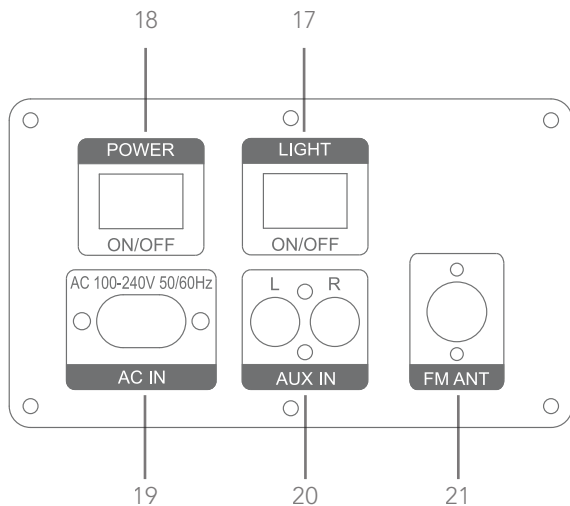 18 17
POWER LIGHT
ON/OFF ON/OFF
AC 100-240V 50/60Hz L R
AC IN AUX IN FM ANT
19 20 21